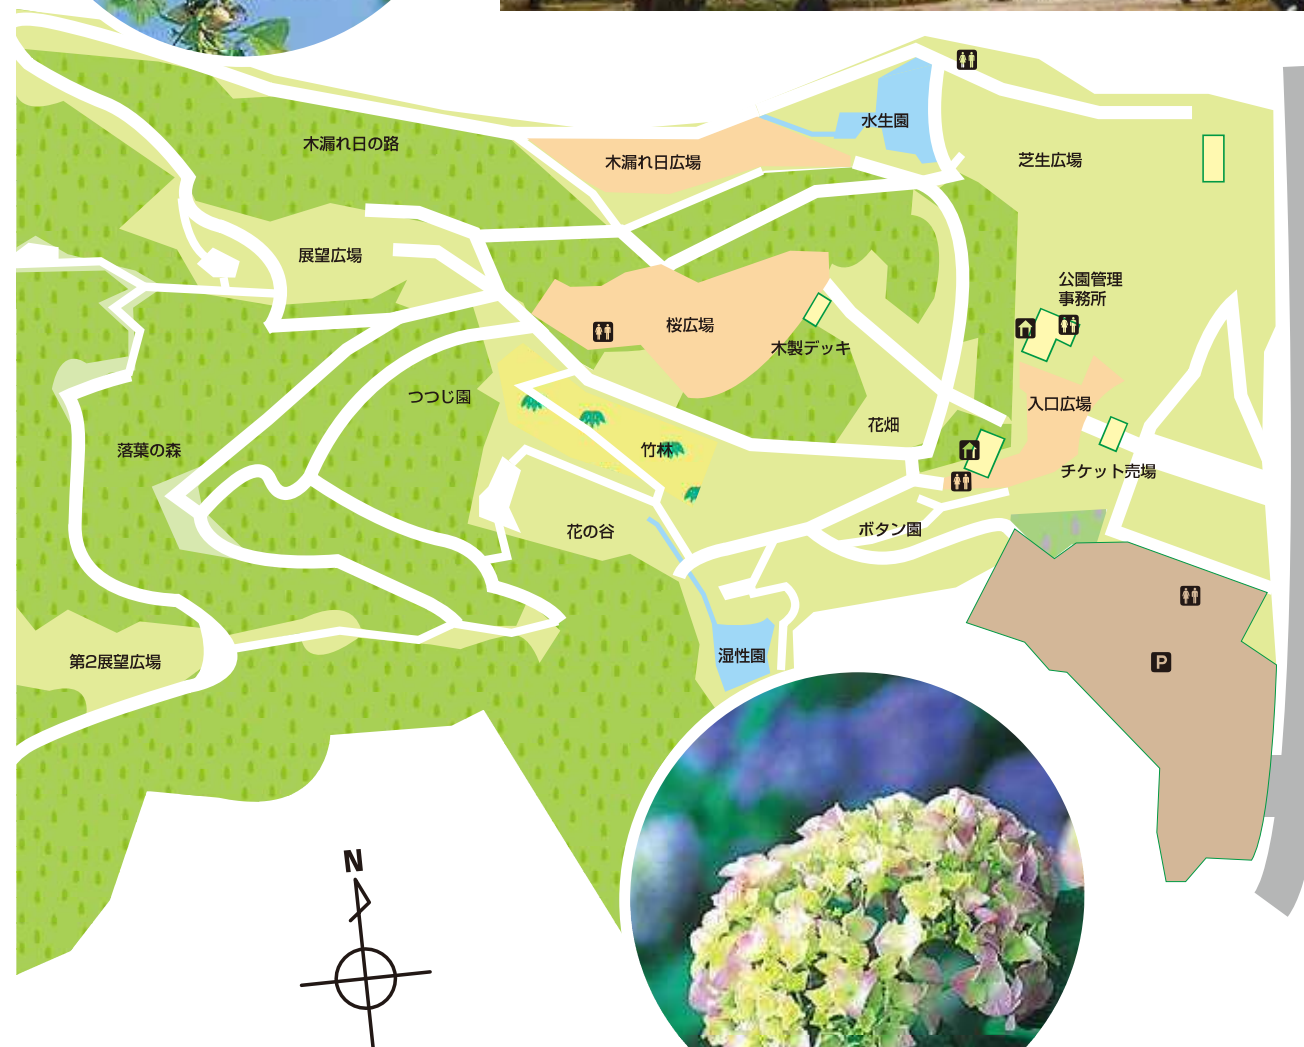 水生園
木漏れ日の路
木漏れ日広場
芝生広場
展望広場
公園管理
事務所
桜広場
木製デッキ
つつじ園
入口広場
花畑
落葉の森
竹林
チケット売場
花の谷
ボタン園
湿性園
第2展望広場
P
N